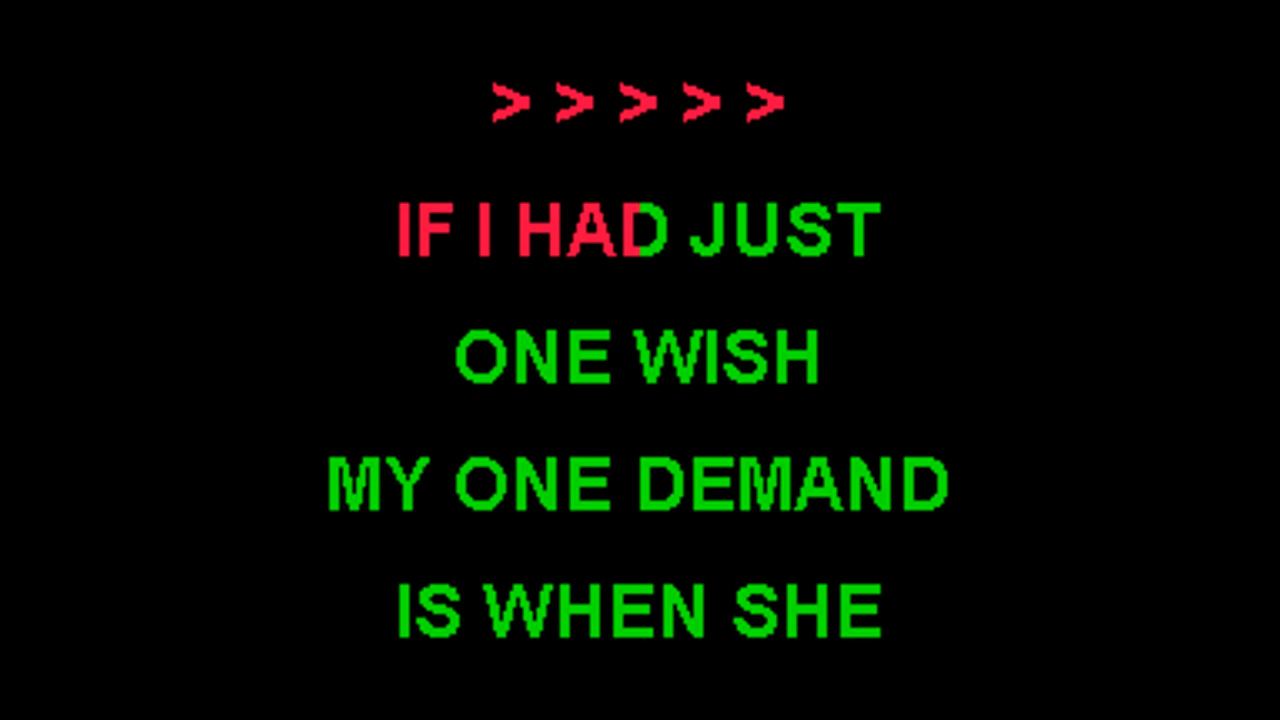 > > > > >
IF I HAD JUST
ONE WISH
MY ONE DEMAND
IS WHEN SHE